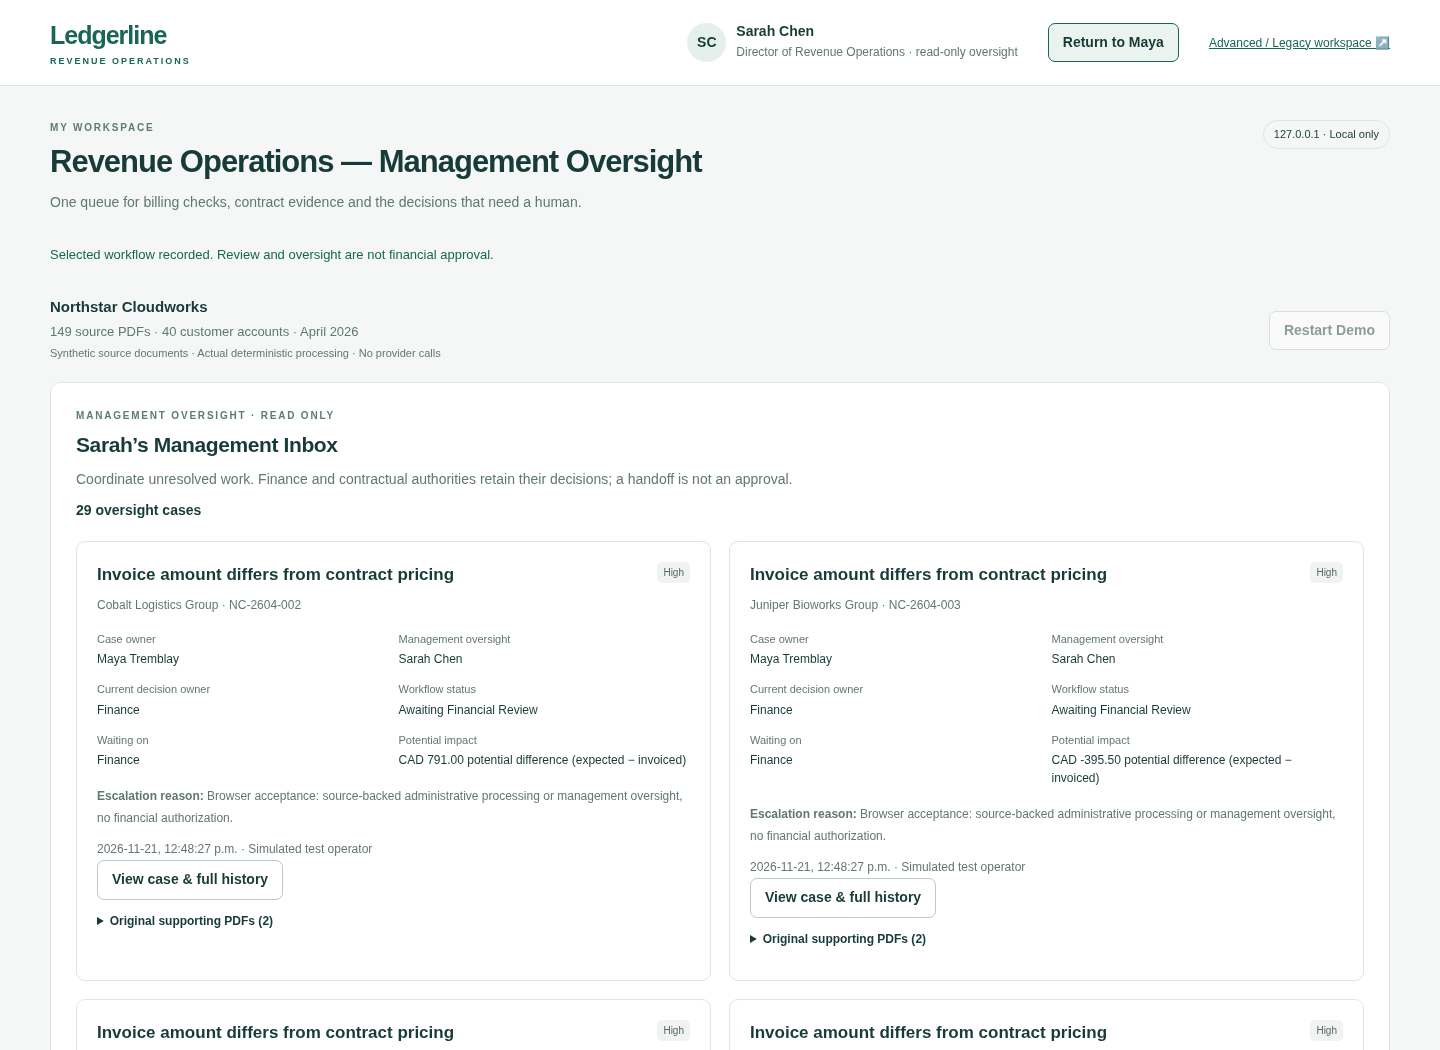 Ledgerline
REVENUE OPERATIONS
SC
Sarah Chen
Director of Revenue Operations · read-only oversight
Return to Maya
Advanced / Legacy workspace ↗
MY WORKSPACE
127.0.0.1 · Local only
Revenue Operations — Management Oversight
One queue for billing checks, contract evidence and the decisions that need a human.
Selected workflow recorded. Review and oversight are not financial approval.
Northstar Cloudworks
149 source PDFs · 40 customer accounts · April 2026
Synthetic source documents · Actual deterministic processing · No provider calls
Restart Demo
MANAGEMENT OVERSIGHT · READ ONLY
Sarah’s Management Inbox
Coordinate unresolved work. Finance and contractual authorities retain their decisions; a handoff is not an approval.
29 oversight cases
Invoice amount differs from contract pricing
High
Cobalt Logistics Group · NC-2604-002
Case owner
Maya Tremblay
Management oversight
Sarah Chen
Current decision owner
Finance
Workflow status
Awaiting Financial Review
Waiting on
Finance
Potential impact
CAD 791.00 potential difference (expected − invoiced)
Escalation reason: Browser acceptance: source-backed administrative processing or management oversight,
no financial authorization.
2026-11-21, 12:48:27 p.m. · Simulated test operator
View case & full history
▶ Original supporting PDFs (2)
Invoice amount differs from contract pricing
High
Juniper Bioworks Group · NC-2604-003
Case owner
Maya Tremblay
Management oversight
Sarah Chen
Current decision owner
Finance
Workflow status
Awaiting Financial Review
Waiting on
Finance
Potential impact
CAD -395.50 potential difference (expected −
invoiced)
Escalation reason: Browser acceptance: source-backed administrative processing or management oversight,
no financial authorization.
2026-11-21, 12:48:27 p.m. · Simulated test operator
View case & full history
▶ Original supporting PDFs (2)
Invoice amount differs from contract pricing
High
Invoice amount differs from contract pricing
High